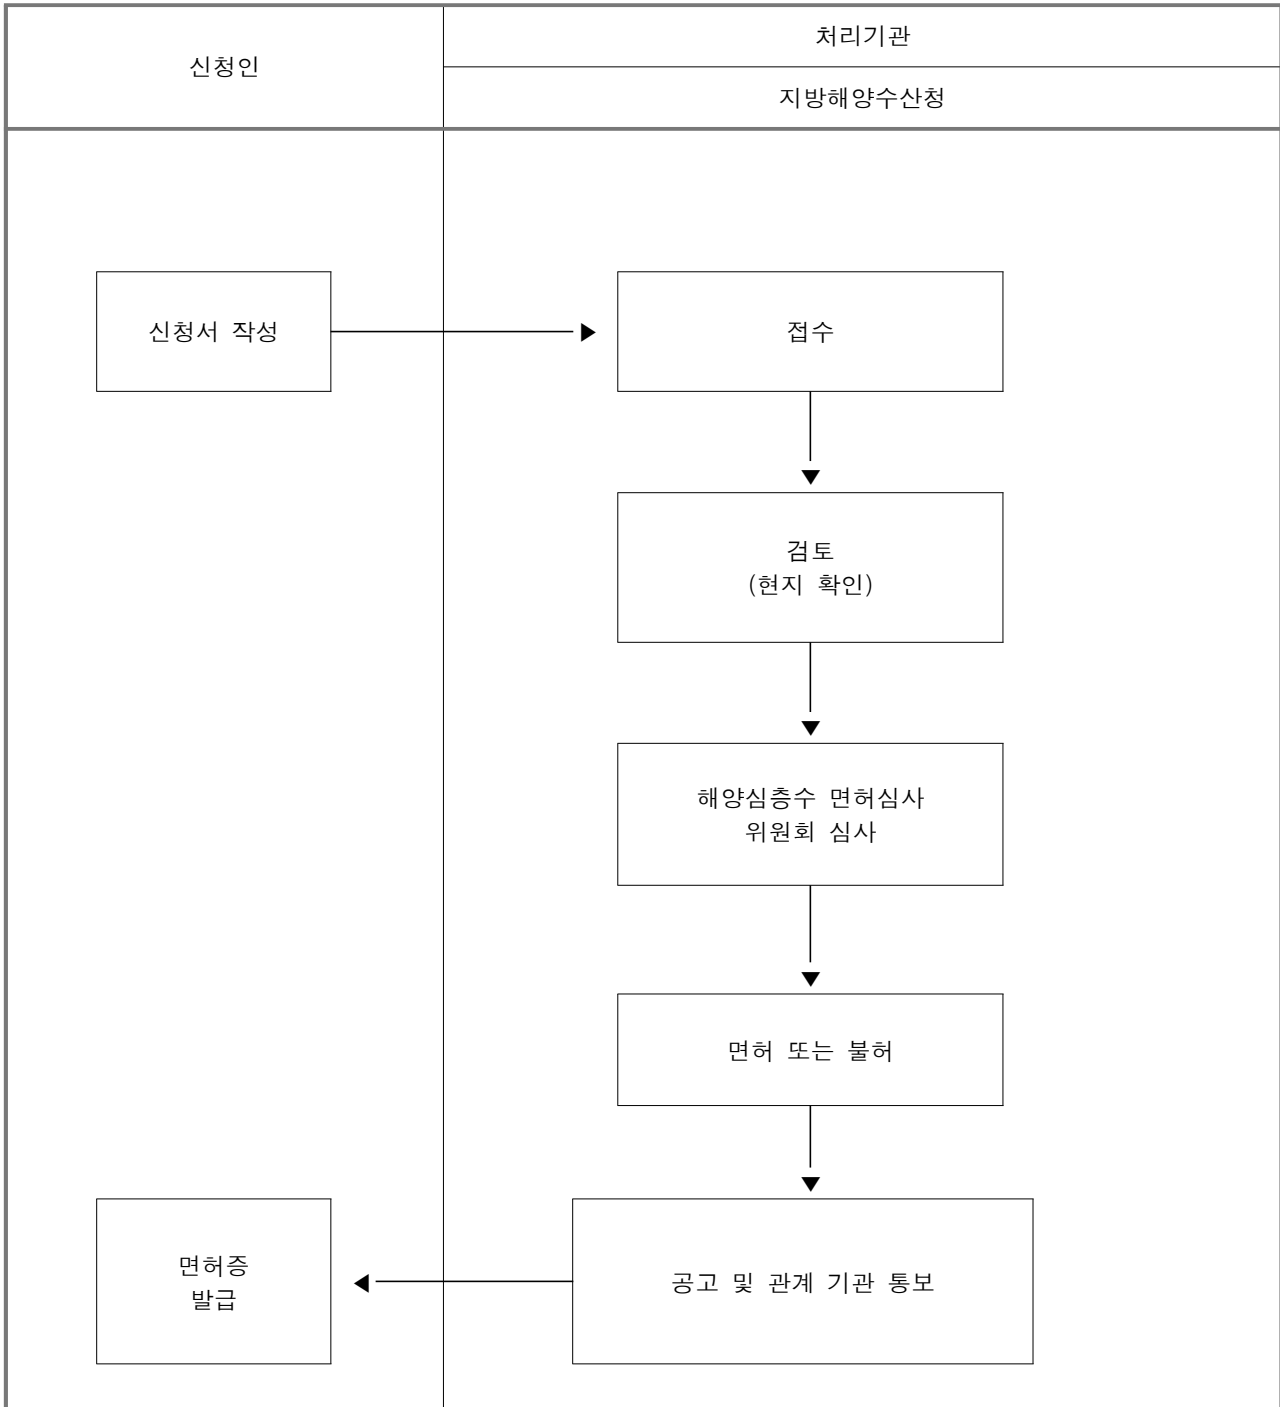 신청인
처리기관
지방해양수산청
신청서 작성
접수
검토
(현지 확인)
해양심층수 면허심사
위원회 심사
면허 또는 불허
공고 및 관계 기관 통보
면허증
발급